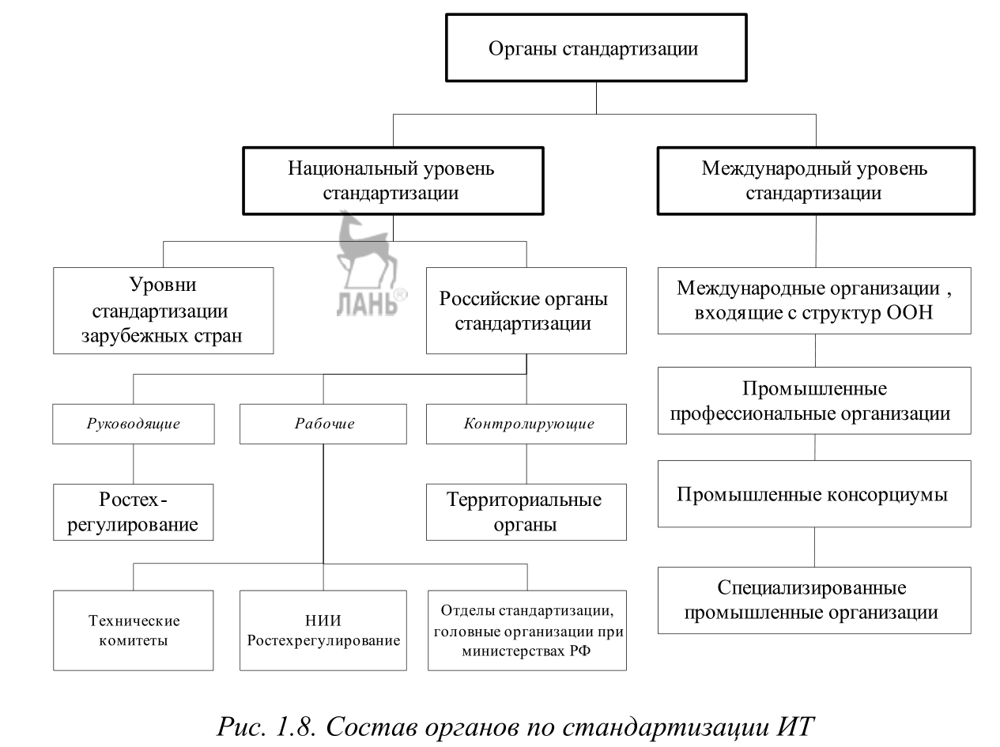 Органы стандартизации
Национальный уровень
стандартизации
Международный уровень
стандартизации
ЛАНЬ®
Уровни
стандартизации
зарубежных стран
Российские органы
стандартизации
Международные организации ,
входящие с структур ООН
Руководящие
Рабочие
Контролирующие
Промышленные
профессиональные организации
Ростех-
регулирование
Территориальные
органы
Промышленные консорциумы
Технические
комитеты
НИИ
Ростехрегулирование
Отделы стандартизации,
головные организации при
министерствах РФ
Специализированные
промышленные организации
Рис. 1.8. Состав органов по стандартизации ИТ